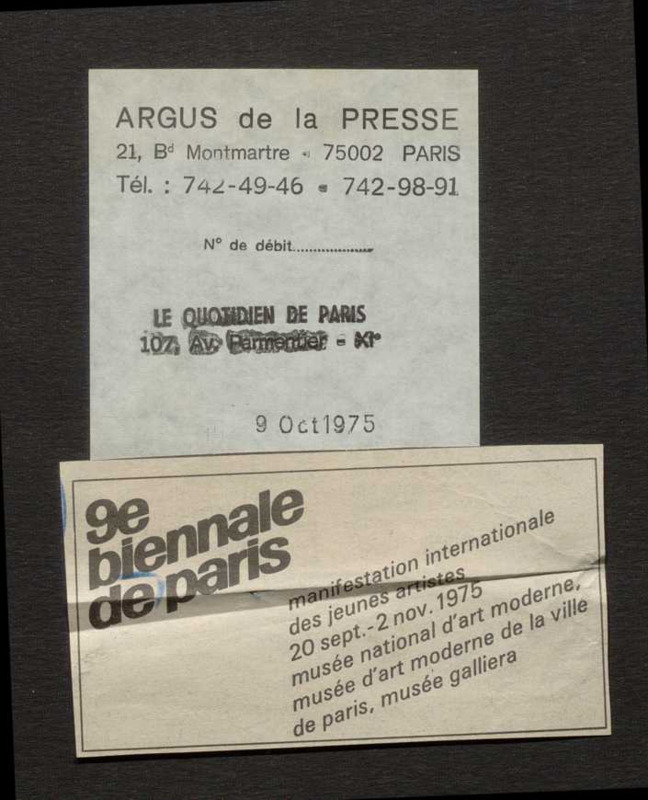 ARGUS de la PRESSE
21, Bd Montmartre - 75002 PARIS
Tél. : 742-49-46 - 742-98-91
N° de débit....................
LE QUOTIDIEN DE PARIS
107, Av. Parmentier - XIe
9 Oct1975
9e
biennale
de paris
manifestation internationale
des jeunes artistes
20 sept.-2 nov. 1975
musée national d'art moderne,
musée d'art moderne de la ville
de paris, musée galliera